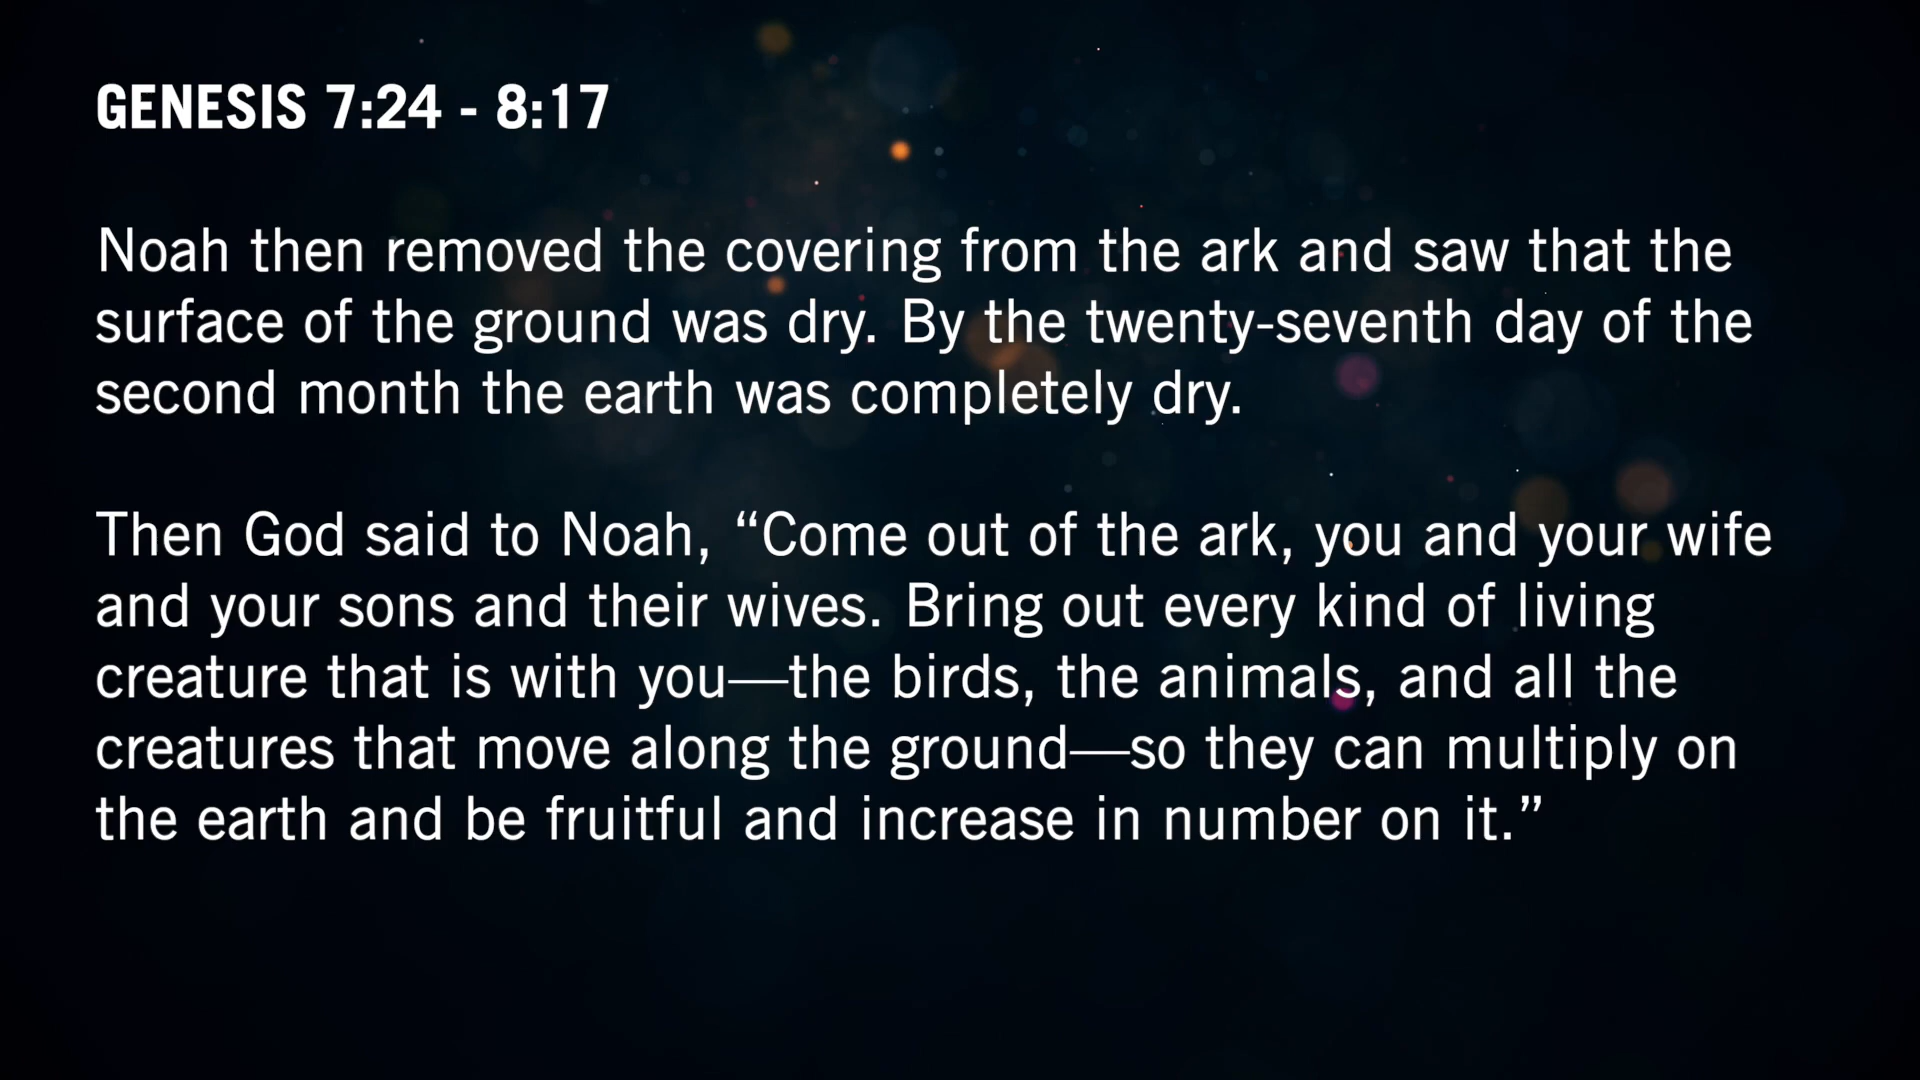 GENESIS 7:24 - 8:17
Noah then removed the covering from the ark and saw that the
surface of the ground was dry. By the twenty-seventh day of the
second month the earth was completely dry.
Then God said to Noah, “Come out of the ark, you and your wife
and your sons and their wives. Bring out every kind of living
creature that is with you—the birds, the animals, and all the
creatures that move along the ground—so they can multiply on
the earth and be fruitful and increase in number on it.”